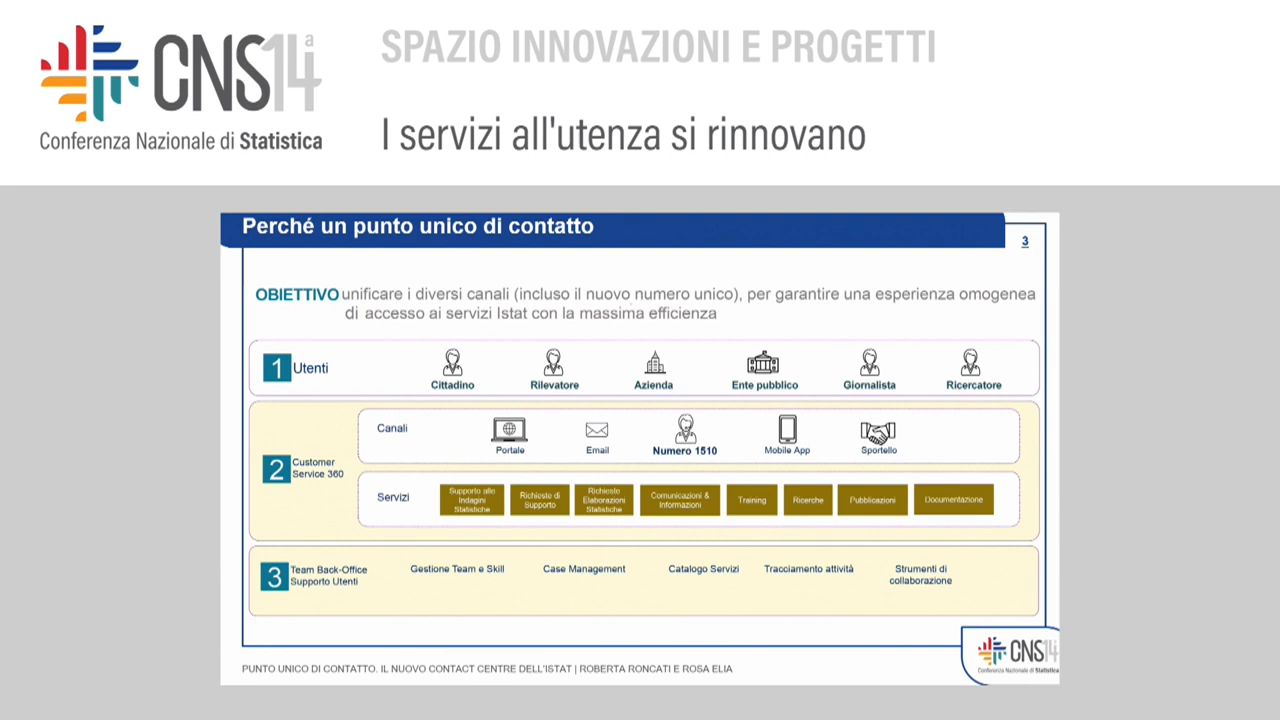 CNS14a
Conferenza Nazionale di Statistica
SPAZIO INNOVAZIONI E PROGETTI
I servizi all'utenza si rinnovano
Perché un punto unico di contatto
3
OBIETTIVO unificare i diversi canali (incluso il nuovo numero unico), per garantire una esperienza omogenea
di accesso ai servizi Istat con la massima efficienza
1 Utenti
Cittadino
Rilevatore
Azienda
Ente pubblico
Giornalista
Ricercatore
2 Customer
Service 360
Canali
Portale
Email
Numero 1510
Mobile App
Sportello
Servizi
Supporto alle
Indagini
Statistiche
Richieste di
Supporto
Richieste
Elaborazioni
Statistiche
Comunicazioni &
Informazioni
Training
Ricerche
Pubblicazioni
Documentazione
3 Team Back-Office
Supporto Utenti
Gestione Team e Skill
Case Management
Catalogo Servizi
Tracciamento attività
Strumenti di
collaborazione
PUNTO UNICO DI CONTATTO. IL NUOVO CONTACT CENTRE DELL'ISTAT | ROBERTA RONCATI E ROSA ELIA
CNS14
Conferenza Nazionale di Statistica